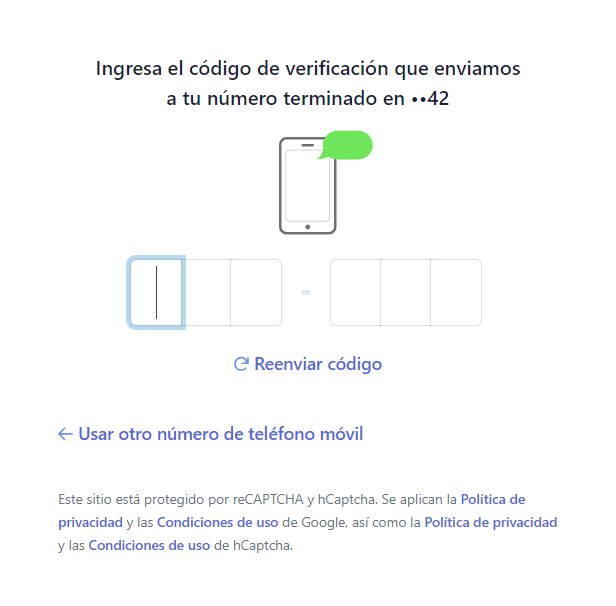 Ingresa el código de verificación que enviamos
a tu número terminado en ••42
-
Reenviar código
← Usar otro número de teléfono móvil
Este sitio está protegido por reCAPTCHA y hCaptcha. Se aplican la Política de
privacidad y las Condiciones de uso de Google, así como la Política de privacidad
y las Condiciones de uso de hCaptcha.